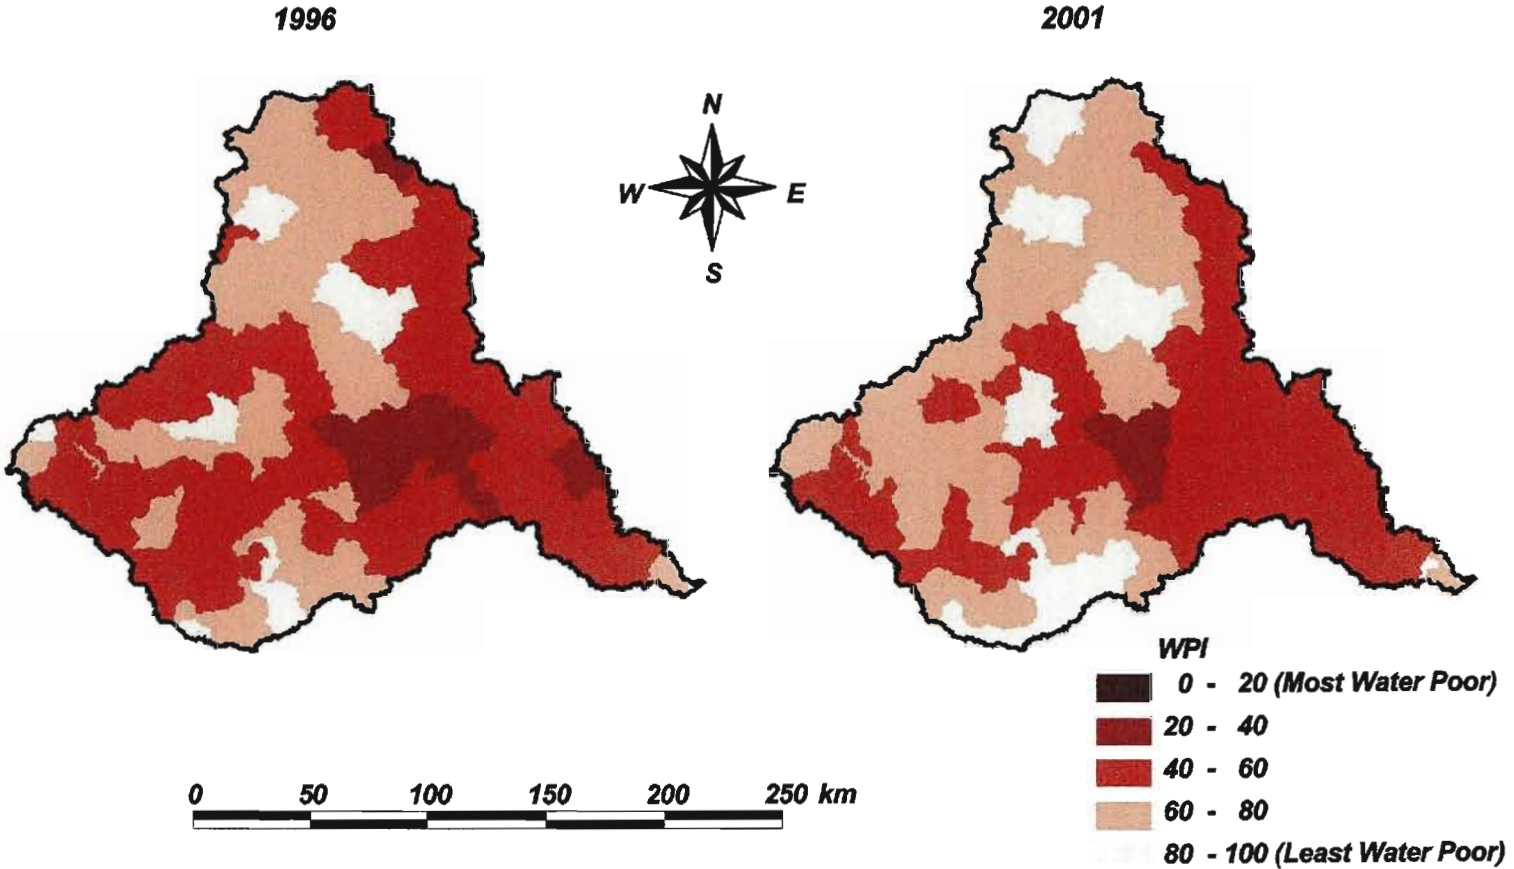 1996
2001
N
W E
S
WPI
0 - 20 (Most Water Poor)
20 - 40
40 - 60
60 - 80
80 - 100 (Least Water Poor)
0 50 100 150 200 250 km